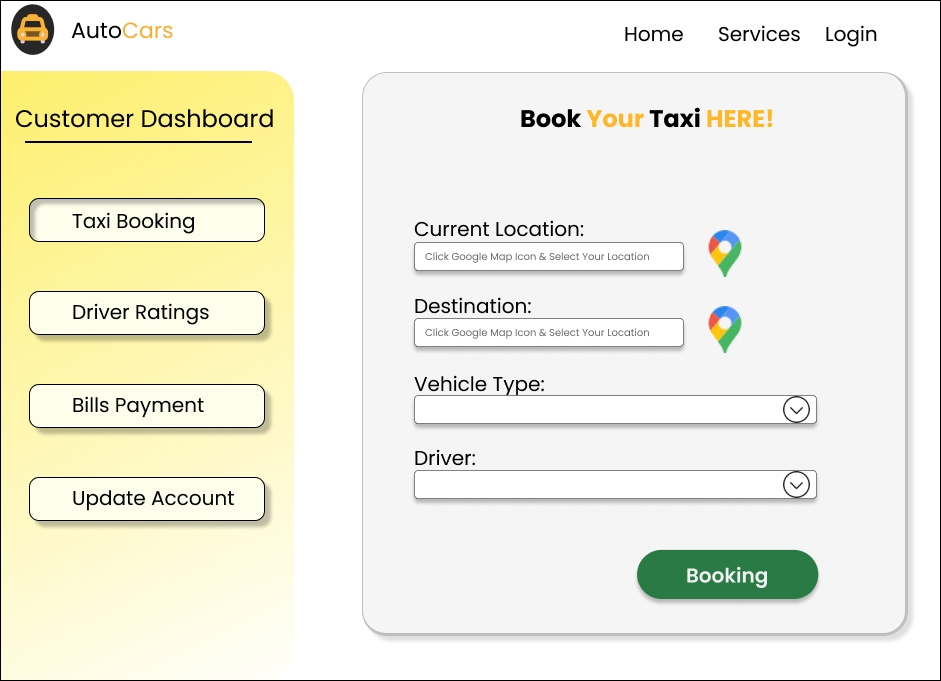 AutoCars
Home Services Login
Customer Dashboard
Taxi Booking
Driver Ratings
Bills Payment
Update Account
Book Your Taxi HERE!
Current Location:
Click Google Map Icon & Select Your Location
Destination:
Click Google Map Icon & Select Your Location
Vehicle Type:
Driver:
Booking